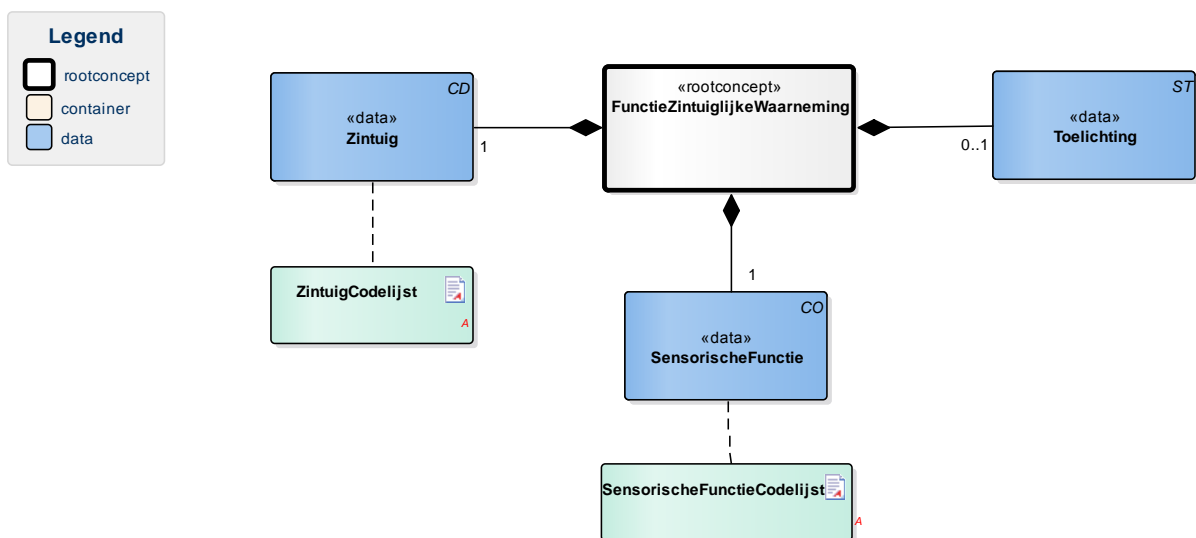 Legend
rootconcept
container
data
CD
«data»
Zintuig
1
«rootconcept»
FunctieZintuiglijkeWaarneming
ST
«data»
Toelichting
0..1
ZintuigCodelijst
A
1
CO
«data»
SensorischeFunctie
SensorischeFunctieCodelijst
A